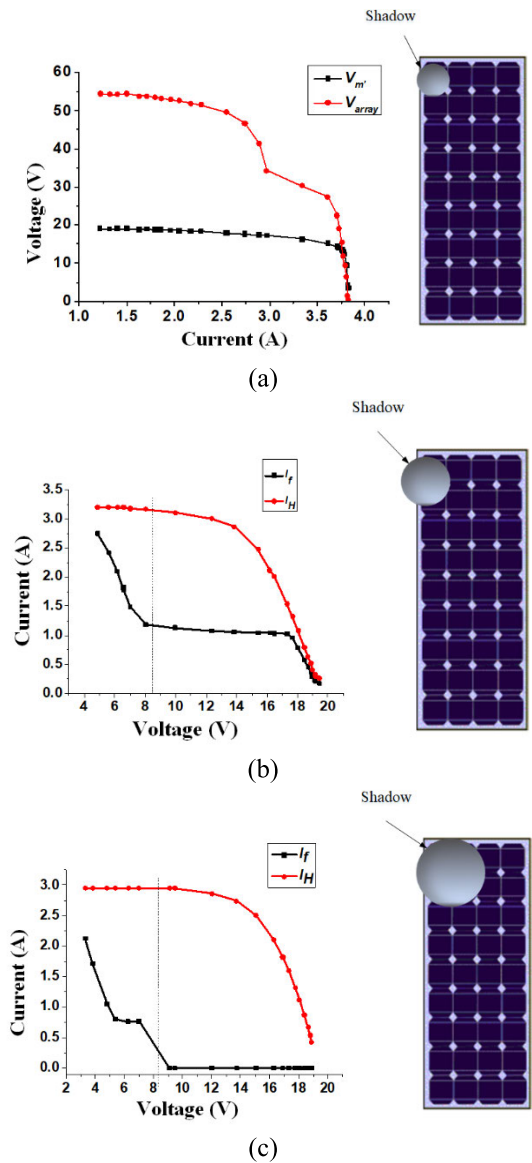 Shadow
V_m'
V_array
60
50
40
30
20
10
0
Voltage (V)
1.0 1.5 2.0 2.5 3.0 3.5 4.0
Current (A)
(a)
Shadow
I_f
I_H
3.5
3.0
2.5
2.0
1.5
1.0
0.5
0.0
Current (A)
4 6 8 10 12 14 16 18 20
Voltage (V)
(b)
Shadow
I_f
I_H
3.0
2.5
2.0
1.5
1.0
0.5
0.0
Current (A)
2 4 6 8 10 12 14 16 18 20
Voltage (V)
(c)